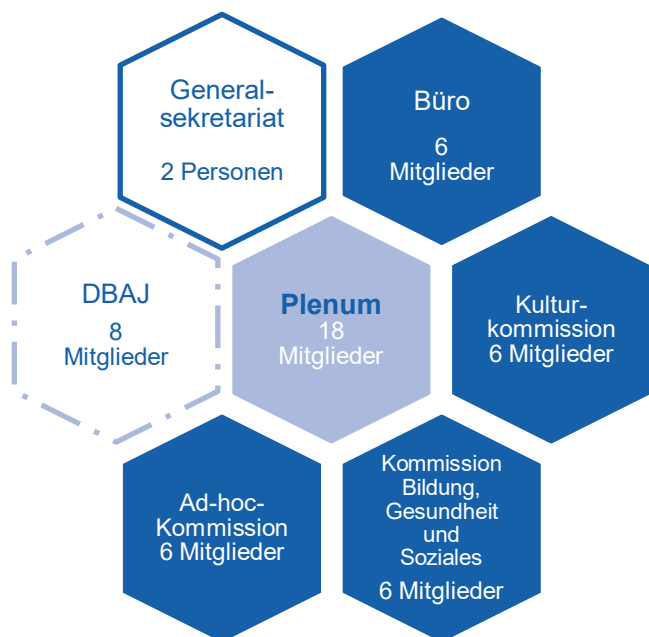 General-
sekretariat
2 Personen
Büro
6
Mitglieder
DBAJ
8
Mitglieder
Plenum
18
Mitglieder
Kultur-
kommission
6 Mitglieder
Ad-hoc-
Kommission
6 Mitglieder
Kommission
Bildung,
Gesundheit
und
Soziales
6 Mitglieder